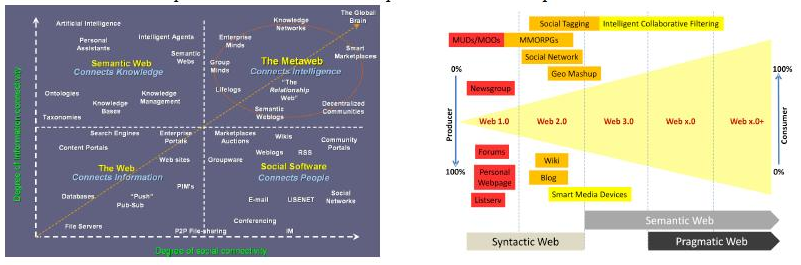 Artificial Intelligence
Personal
Assistants
Intelligent Agents
Semantic
Webs
Semantic Web
Connects Knowledge
Ontologies
Knowledge
Bases
Knowledge
Management
Taxonomies
Enterprise
Minds
Knowledge
Networks
The Global
Brain
Group
Minds
Smart
Marketplaces
The Metaweb
Connects Intelligence
Lifelogs
"The
Relationship
Web"
Semantic
Weblogs
Decentralized
Communities
Search Engines
Enterprise
Portals
Content Portals
Web sites
The Web
Connects Information
PIM's
Databases
"Push"
Pub-Sub
File Servers
Marketplaces
Auctions
Wikis
Community
Portals
Groupware
Weblogs
RSS
Social Software
Connects People
E-mail
USENET
Social
Networks
Conferencing
P2P File-sharing
IM
Degree of Information connectivity
Degree of social connectivity
Social Tagging
Intelligent Collaborative Filtering
MUDs/MODs
MMORPGs
Social Network
Geo Mashup
0%
100%
Newsgroup
Producer
Web 1.0
Web 2.0
Web 3.0
Web x.0
Web x.0+
Consumer
Forums
Wiki
100%
0%
Personal
Webpage
Blog
Listserv
Smart Media Devices
Semantic Web
Syntactic Web
Pragmatic Web